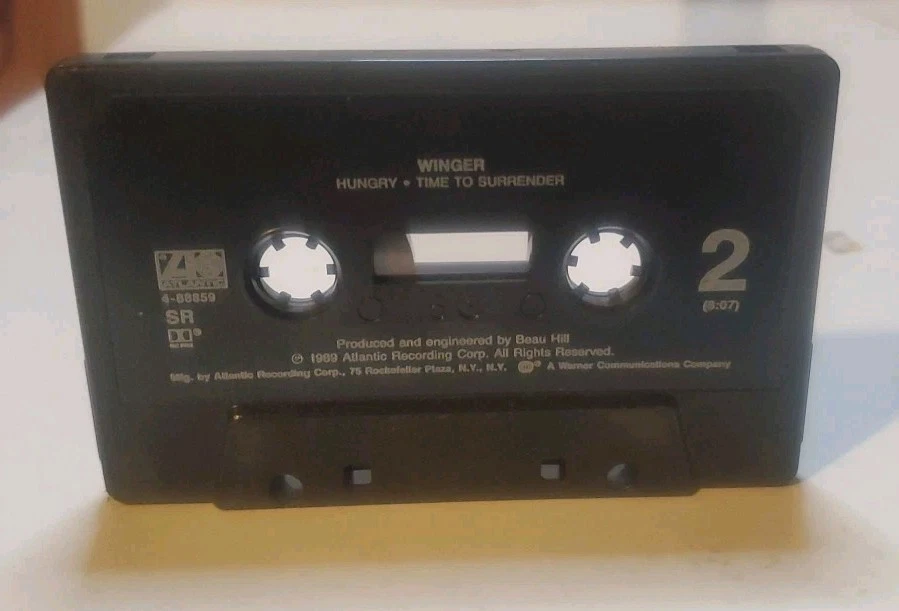 WINGER
HUNGRY • TIME TO SURRENDER
ATLANTIC
4-88859
SR
2
(8:07)
Produced and engineered by Beau Hill
℗ 1989 Atlantic Recording Corp. All Rights Reserved.
Mfg. by Atlantic Recording Corp., 75 Rockefeller Plaza, N.Y., N.Y. A Warner Communications Company